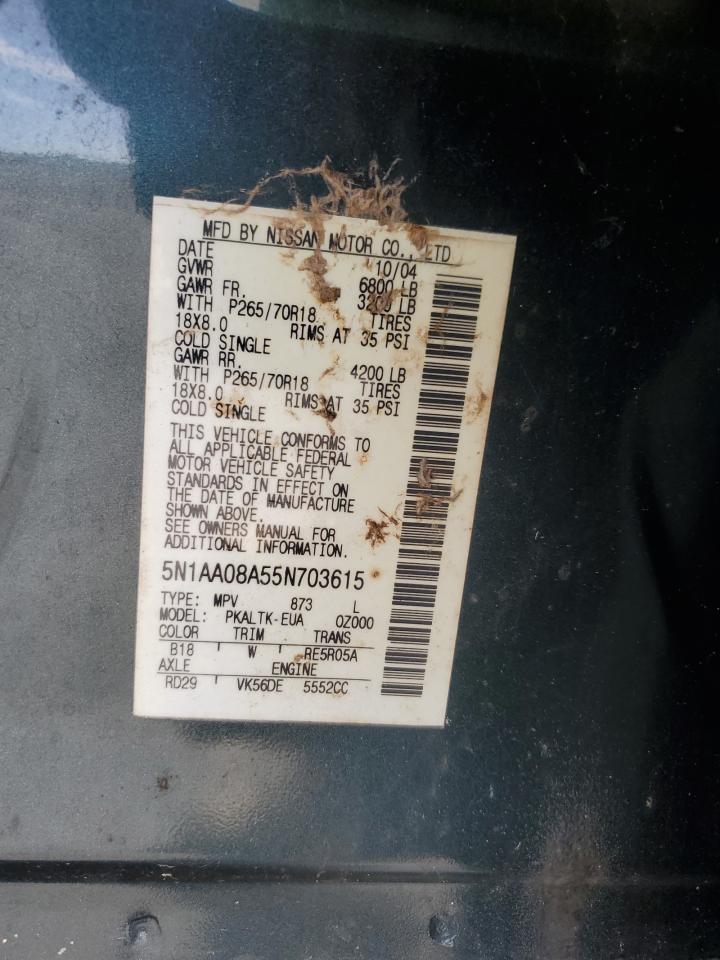 MFD BY NISSAN MOTOR CO., LTD
DATE 10/04
GVWR 6800 LB
GAWR FR. 3200 LB
WITH P265/70R18 TIRES
18X8.0 RIMS AT 35 PSI
COLD SINGLE
GAWR RR. 4200 LB
WITH P265/70R18 TIRES
18X8.0 RIMS AT 35 PSI
COLD SINGLE
THIS VEHICLE CONFORMS TO
ALL APPLICABLE FEDERAL
MOTOR VEHICLE SAFETY
STANDARDS IN EFFECT ON
THE DATE OF MANUFACTURE
SHOWN ABOVE.
SEE OWNERS MANUAL FOR
ADDITIONAL INFORMATION.
5N1AA08A55N703615
TYPE: MPV 873 L
MODEL: PKALTK-EUA 0Z000
COLOR TRIM TRANS
B18 W RE5R05A
AXLE ENGINE
RD29 VK56DE 5552CC